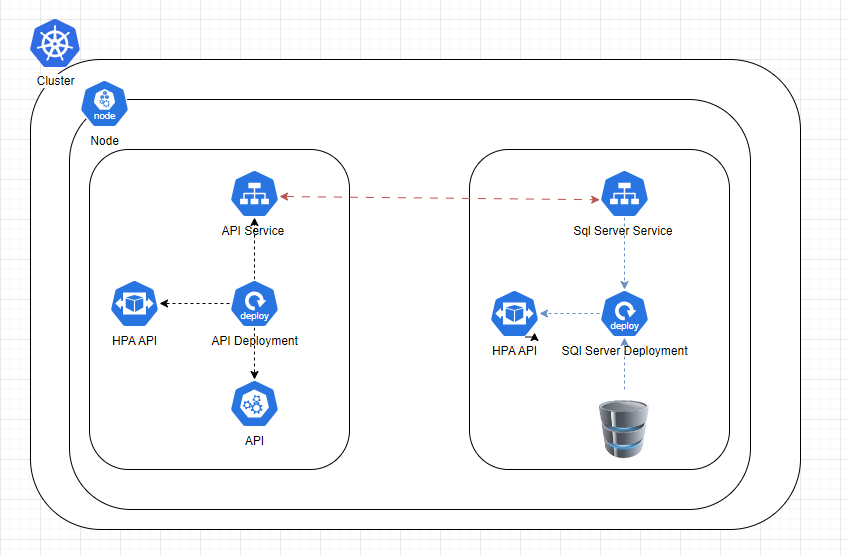 Cluster
node
Node
API Service
Sql Server Service
deploy
HPA API
API Deployment
deploy
HPA API
SQl Server Deployment
API